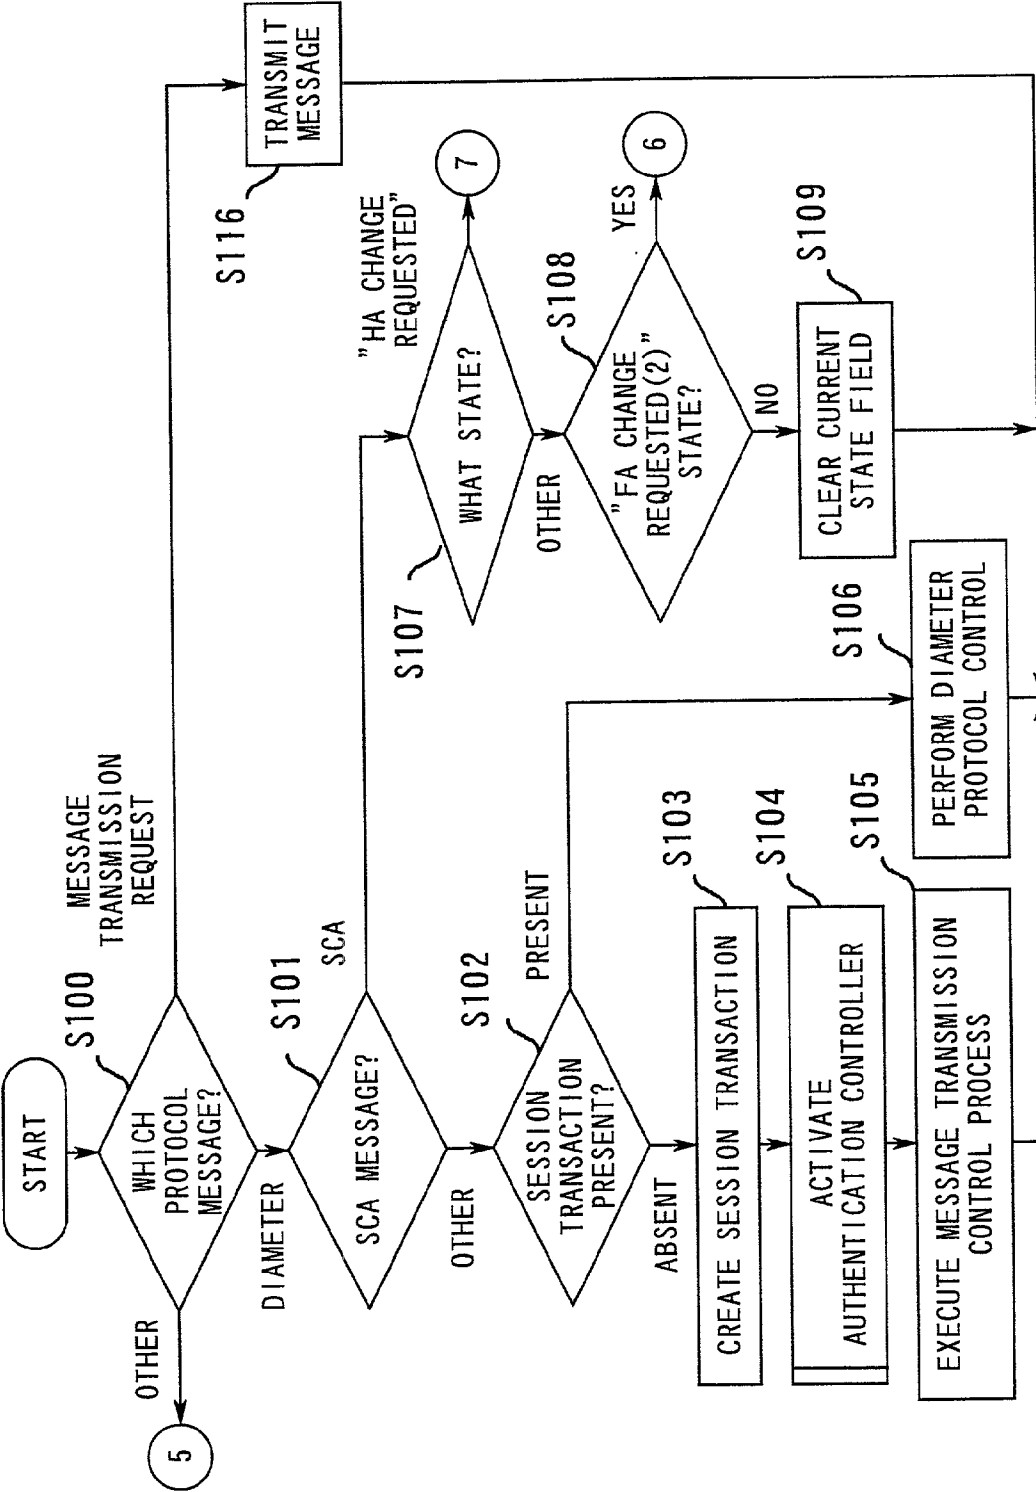 START
S100
WHICH
PROTOCOL
MESSAGE?
OTHER
5
MESSAGE
TRANSMISSION
REQUEST
S116
TRANSMIT
MESSAGE
DIAMETER
S101
SCA MESSAGE?
SCA
OTHER
S107
WHAT STATE?
"HA CHANGE
REQUESTED"
7
OTHER
S108
"FA CHANGE
REQUESTED(2)"
STATE?
YES
6
NO
S109
CLEAR CURRENT
STATE FIELD
S102
SESSION
TRANSACTION
PRESENT?
PRESENT
ABSENT
S103
CREATE SESSION TRANSACTION
S104
ACTIVATE
AUTHENTICATION CONTROLLER
S105
EXECUTE MESSAGE TRANSMISSION
CONTROL PROCESS
S106
PERFORM DIAMETER
PROTOCOL CONTROL